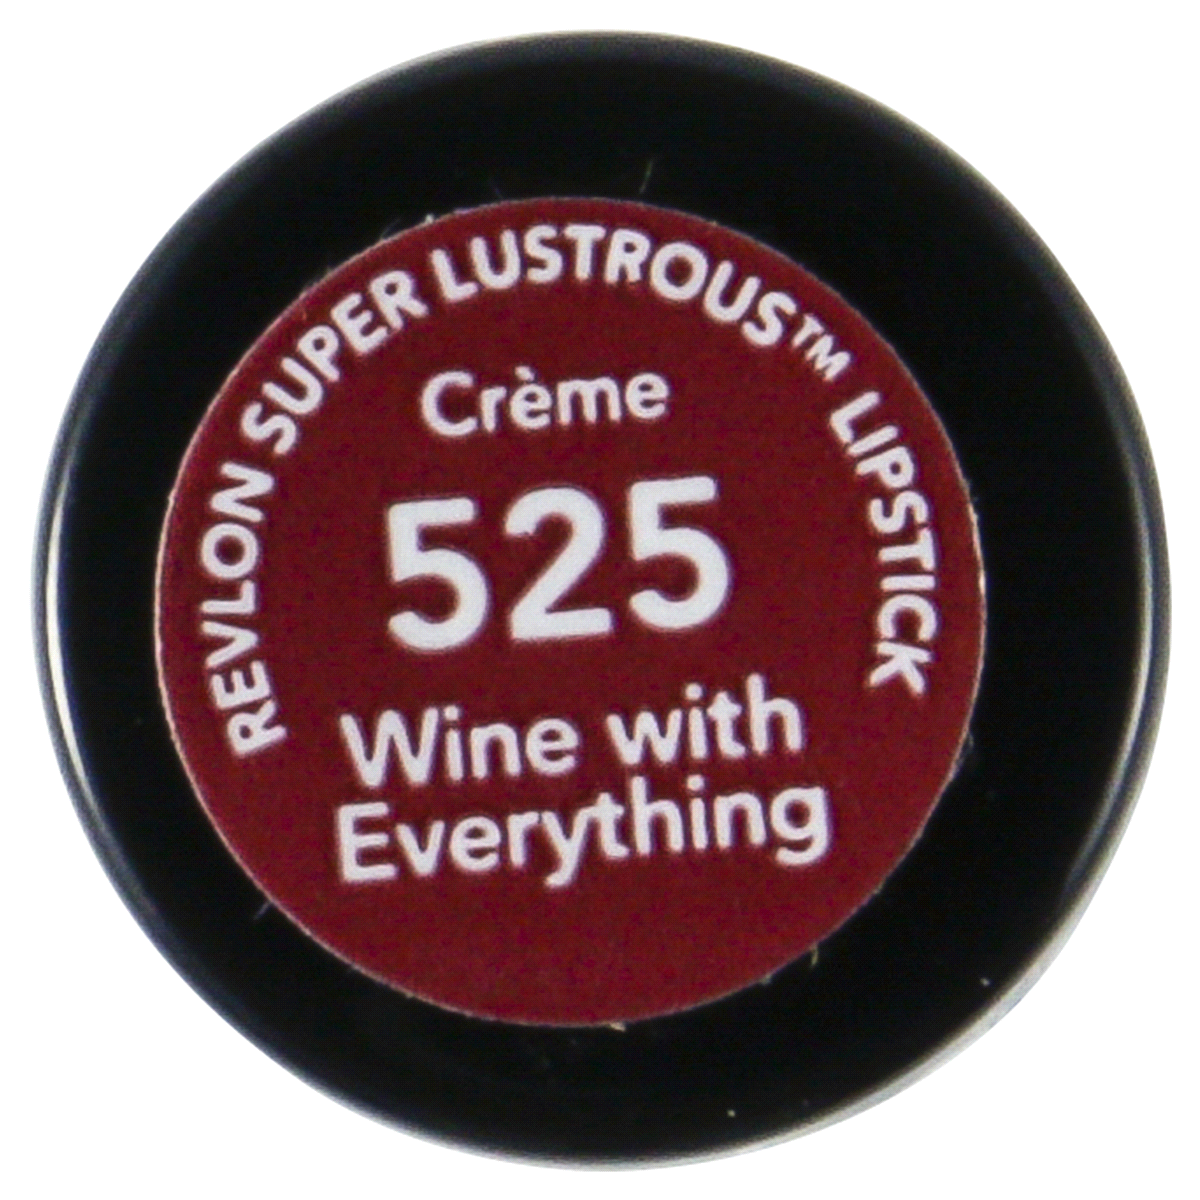 REVLON SUPER LUSTROUS™ LIPSTICK
Crème
525
Wine with
Everything